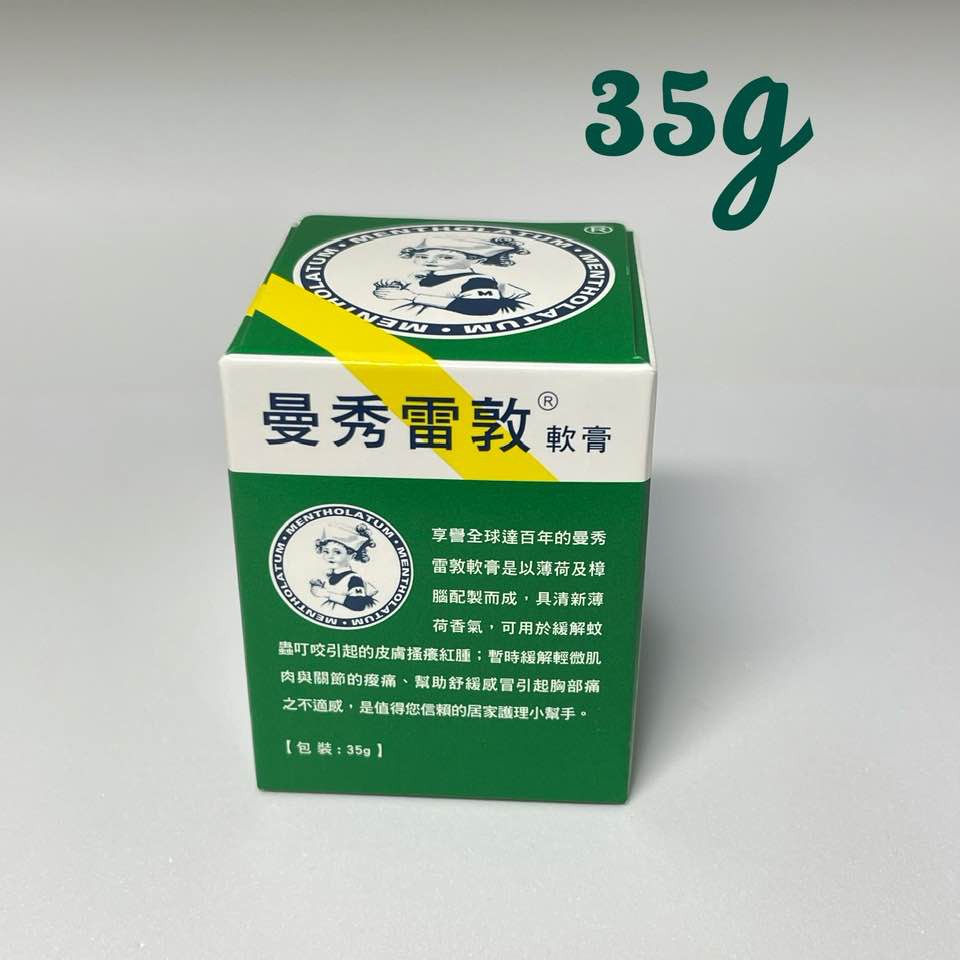 35g
MENTHOLATUM • MENTHOLATUM • MENTHOLATUM •
®
曼秀雷敦® 軟膏
MENTHOLATUM • MENTHOLATUM • MENTHOLATUM •
M
享譽全球達百年的曼秀
雷敦軟膏是以薄荷及樟
腦配製而成，具清新薄
荷香氣，可用於緩解蚊
蟲叮咬引起的皮膚搔癢紅腫；暫時緩解輕微肌
肉與關節的痠痛、幫助舒緩感冒引起胸部痛
之不適感，是值得您信賴的居家護理小幫手。
【包裝：35g】